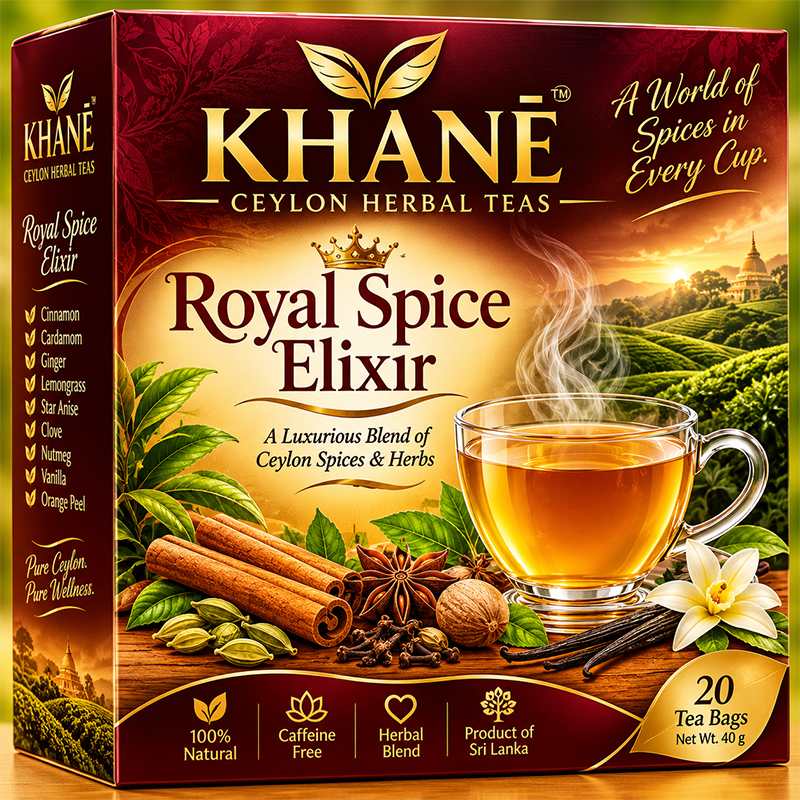 KHANĒ
CEYLON HERBAL TEAS
Royal Spice
Elixir
Cinnamon
Cardamom
Ginger
Lemongrass
Star Anise
Clove
Nutmeg
Vanilla
Orange Peel
Pure Ceylon.
Pure Wellness.
KHANĒ™
CEYLON HERBAL TEAS
A World of
Spices in
Every Cup.
Royal Spice
Elixir
A Luxurious Blend of
Ceylon Spices & Herbs
100%
Natural
Caffeine
Free
Herbal
Blend
Product of
Sri Lanka
20
Tea Bags
Net Wt. 40 g